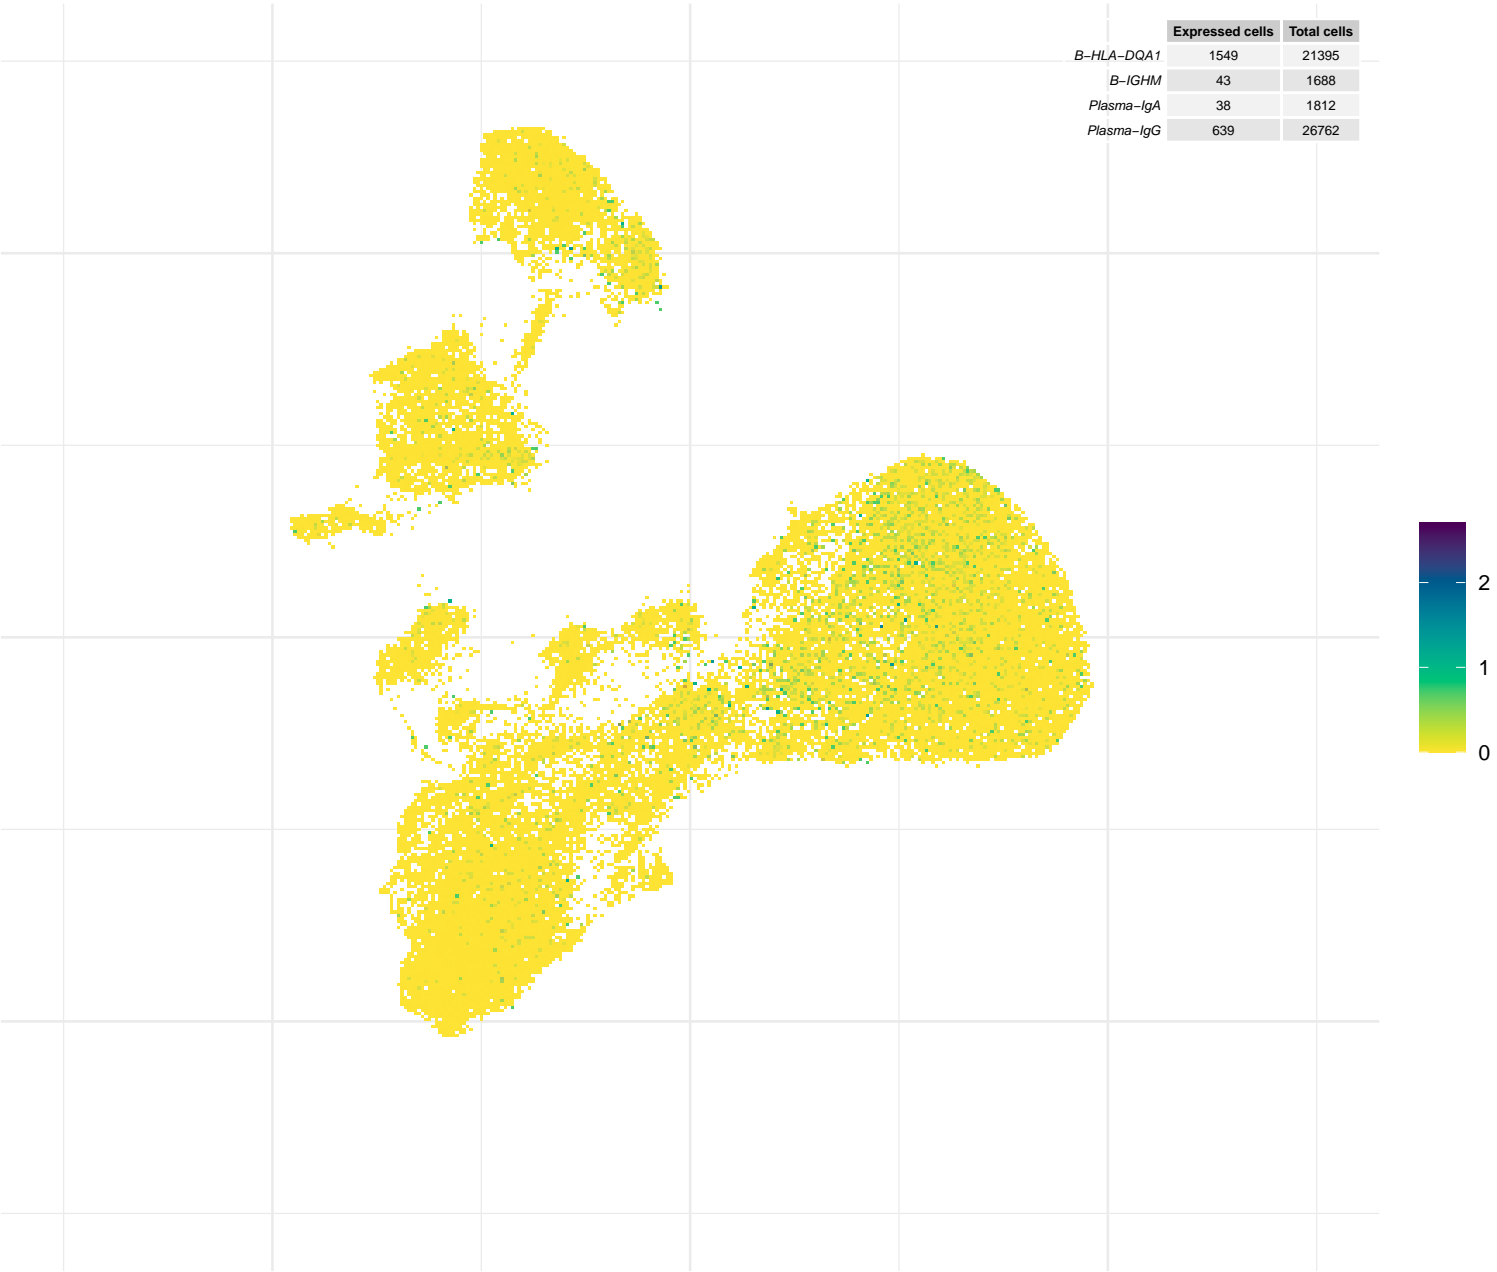 Expressed cells Total cells
B−HLA−DQA1 1549 21395
B−IGHM 43 1688
Plasma−IgA 38 1812
Plasma−IgG 639 26762
2
1
0